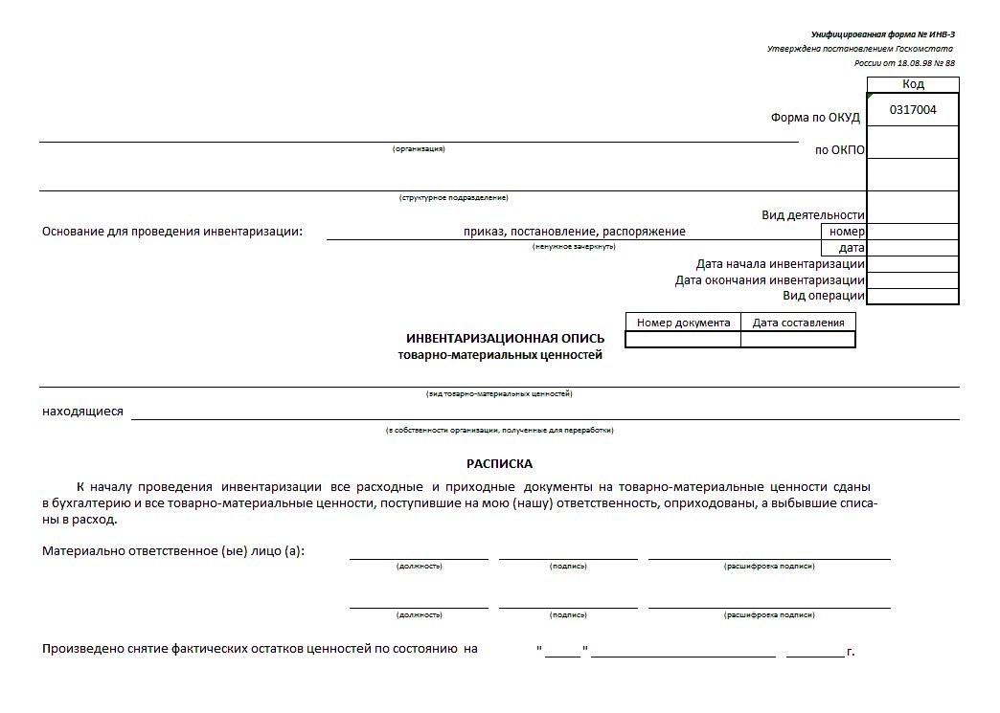 Унифицированная форма № ИНВ-3
Утверждена постановлением Госкомстата
России от 18.08.98 № 88
Код
Форма по ОКУД 0317004
по ОКПО
(организация)
(структурное подразделение)
Вид деятельности
Основание для проведения инвентаризации: приказ, постановление, распоряжение номер
(ненужное зачеркнуть) дата
Дата начала инвентаризации
Дата окончания инвентаризации
Вид операции
Номер документа Дата составления
ИНВЕНТАРИЗАЦИОННАЯ ОПИСЬ
товарно-материальных ценностей
(вид товарно-материальных ценностей)
находящиеся
(в собственности организации, полученные для переработки)
РАСПИСКА
К началу проведения инвентаризации все расходные и приходные документы на товарно-материальные ценности сданы
в бухгалтерию и все товарно-материальные ценности, поступившие на мою (нашу) ответственность, оприходованы, а выбывшие списа-
ны в расход.
Материально ответственное (ые) лицо (а):
(должность) (подпись) (расшифровка подписи)
(должность) (подпись) (расшифровка подписи)
Произведено снятие фактических остатков ценностей по состоянию на " " г.